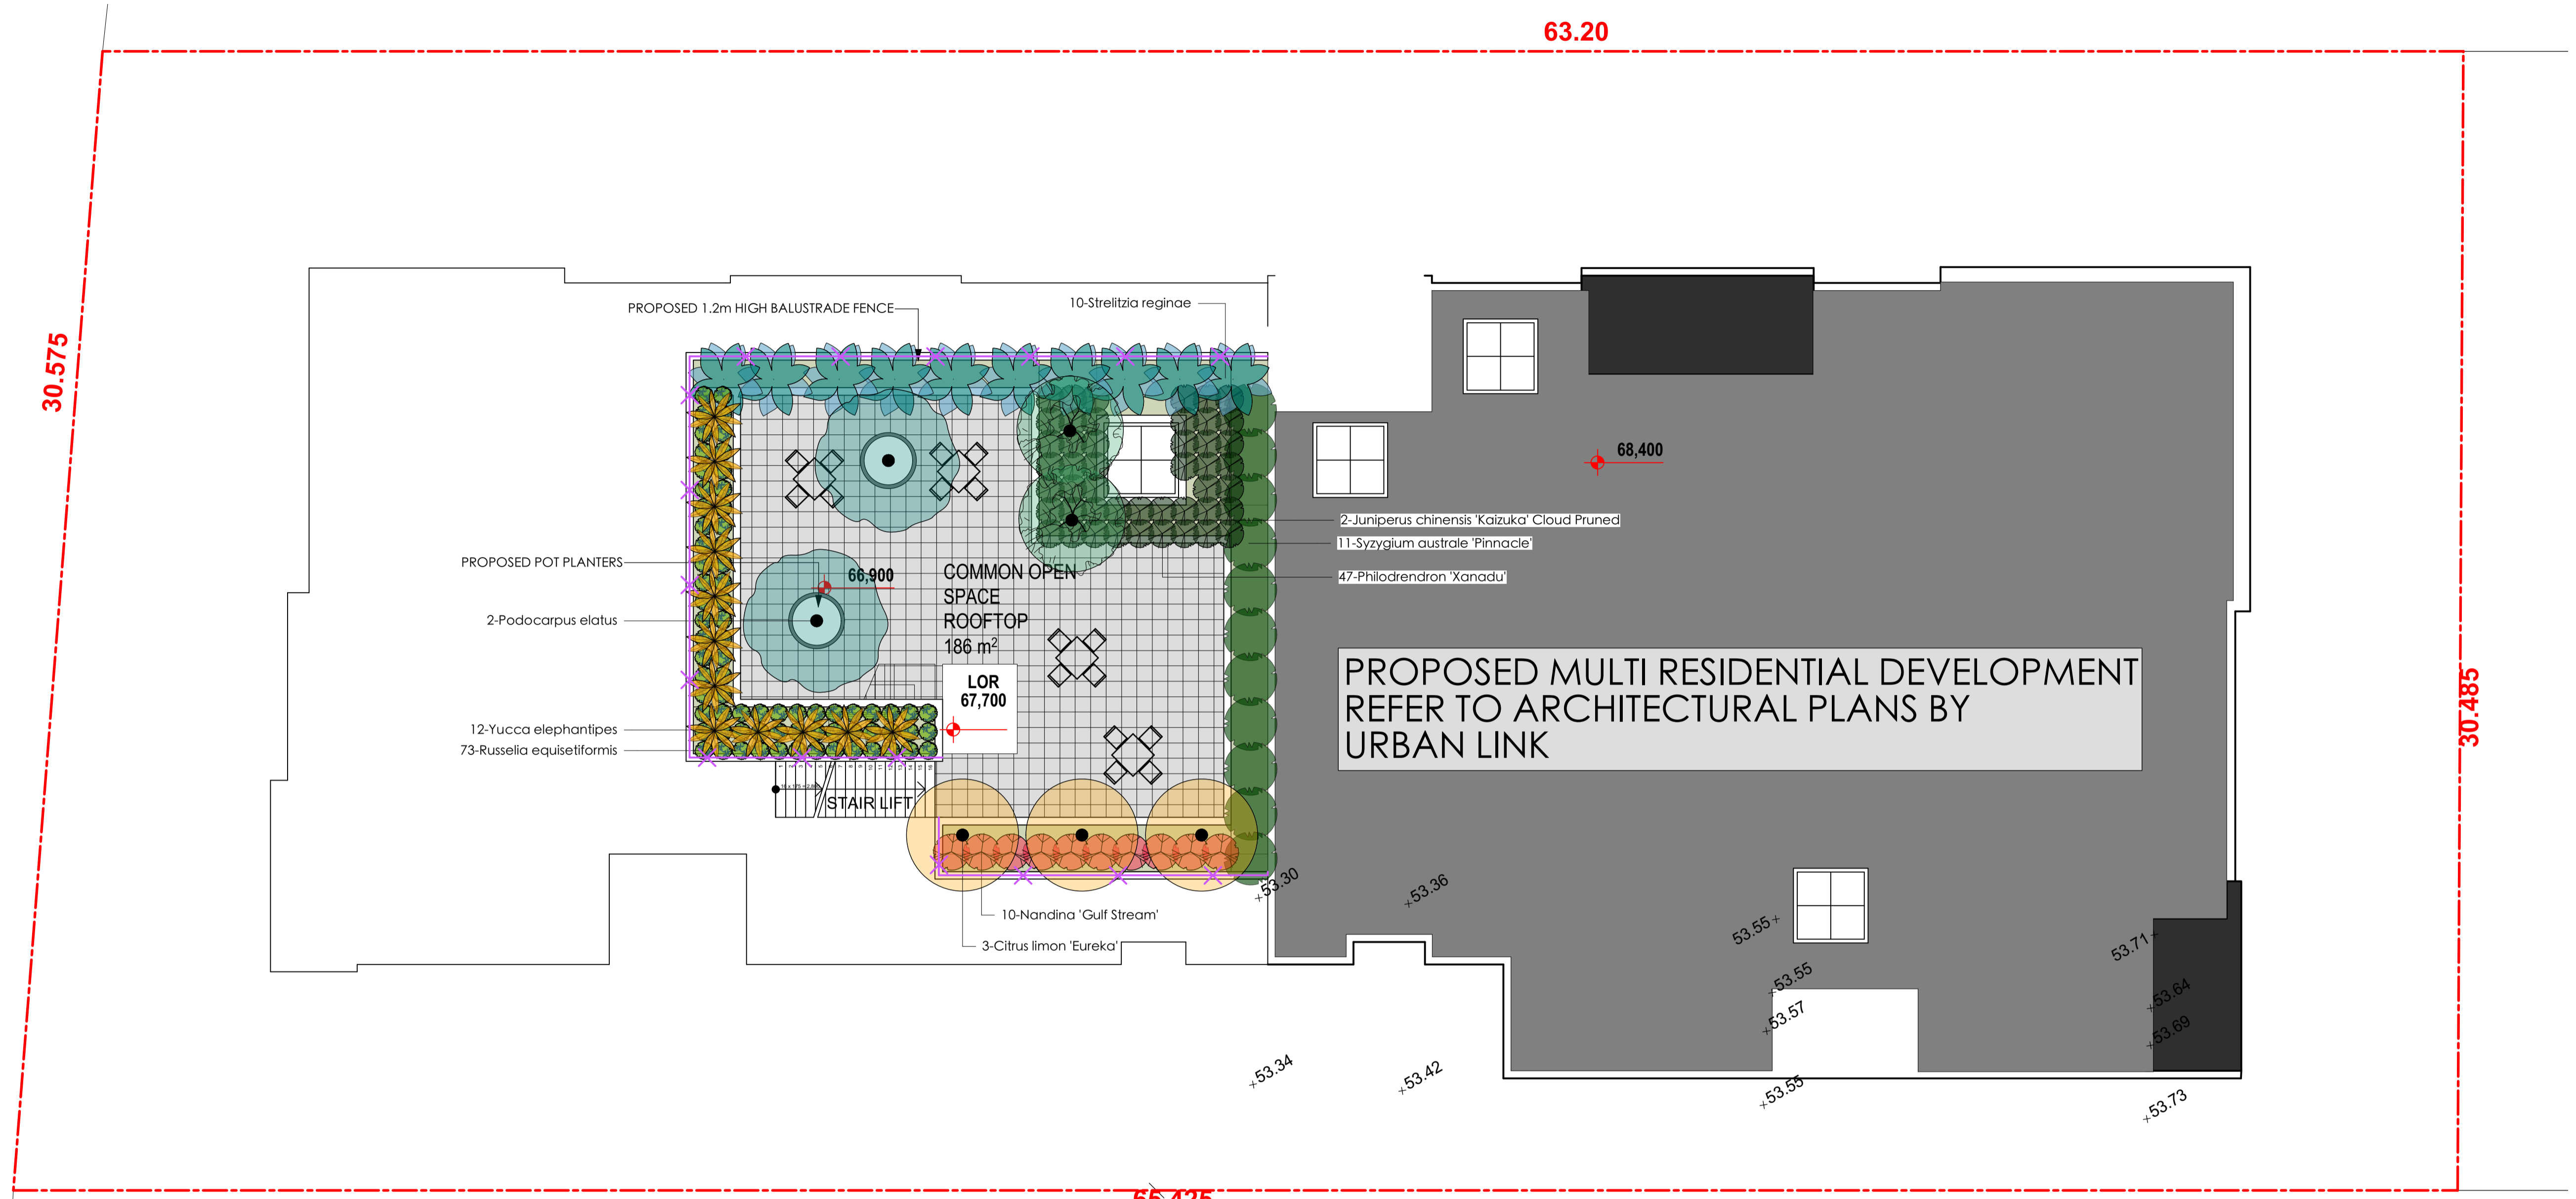 63.20
30.575
PROPOSED 1.2m HIGH BALUSTRADE FENCE
10-Strelitzia reginae
68,400
2-Juniperus chinensis 'Kaizuka' Cloud Pruned
11-Syzygium australe 'Pinnacle'
47-Philodrendron 'Xanadu'
PROPOSED POT PLANTERS
66,900
COMMON OPEN
SPACE
ROOFTOP
186 m²
2-Podocarpus elatus
LOR
67,700
12-Yucca elephantipes
73-Russelia equisetiformis
STAIR LIFT
PROPOSED MULTI RESIDENTIAL DEVELOPMENT
REFER TO ARCHITECTURAL PLANS BY
URBAN LINK
30.485
10-Nandina 'Gulf Stream'
3-Citrus limon 'Eureka'
53.30
53.36
53.55
53.71
53.55
53.64
53.57
53.69
53.34
53.42
53.55
53.73
65.425